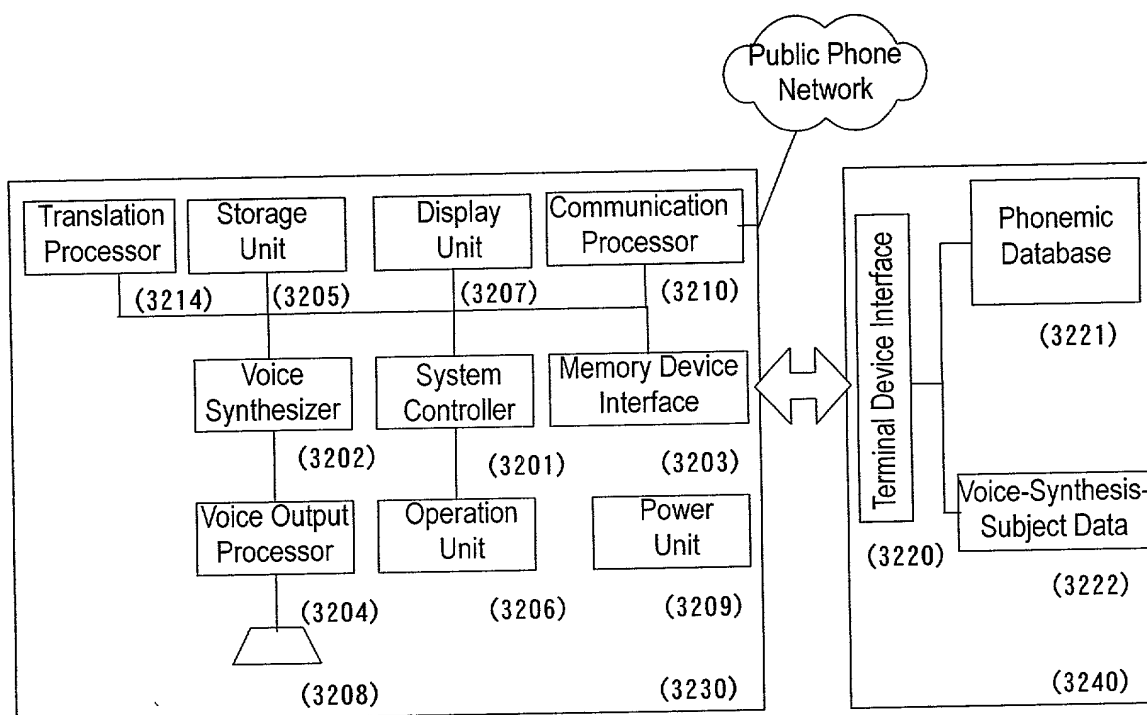 Public Phone
Network
Translation
Processor
(3214)
Storage
Unit
(3205)
Display
Unit
(3207)
Communication
Processor
(3210)
Voice
Synthesizer
(3202)
System
Controller
(3201)
Memory Device
Interface
(3203)
Voice Output
Processor
(3204)
Operation
Unit
(3206)
Power
Unit
(3209)
(3208)
(3230)
Terminal Device Interface
(3220)
Phonemic
Database
(3221)
Voice-Synthesis-
Subject Data
(3222)
(3240)